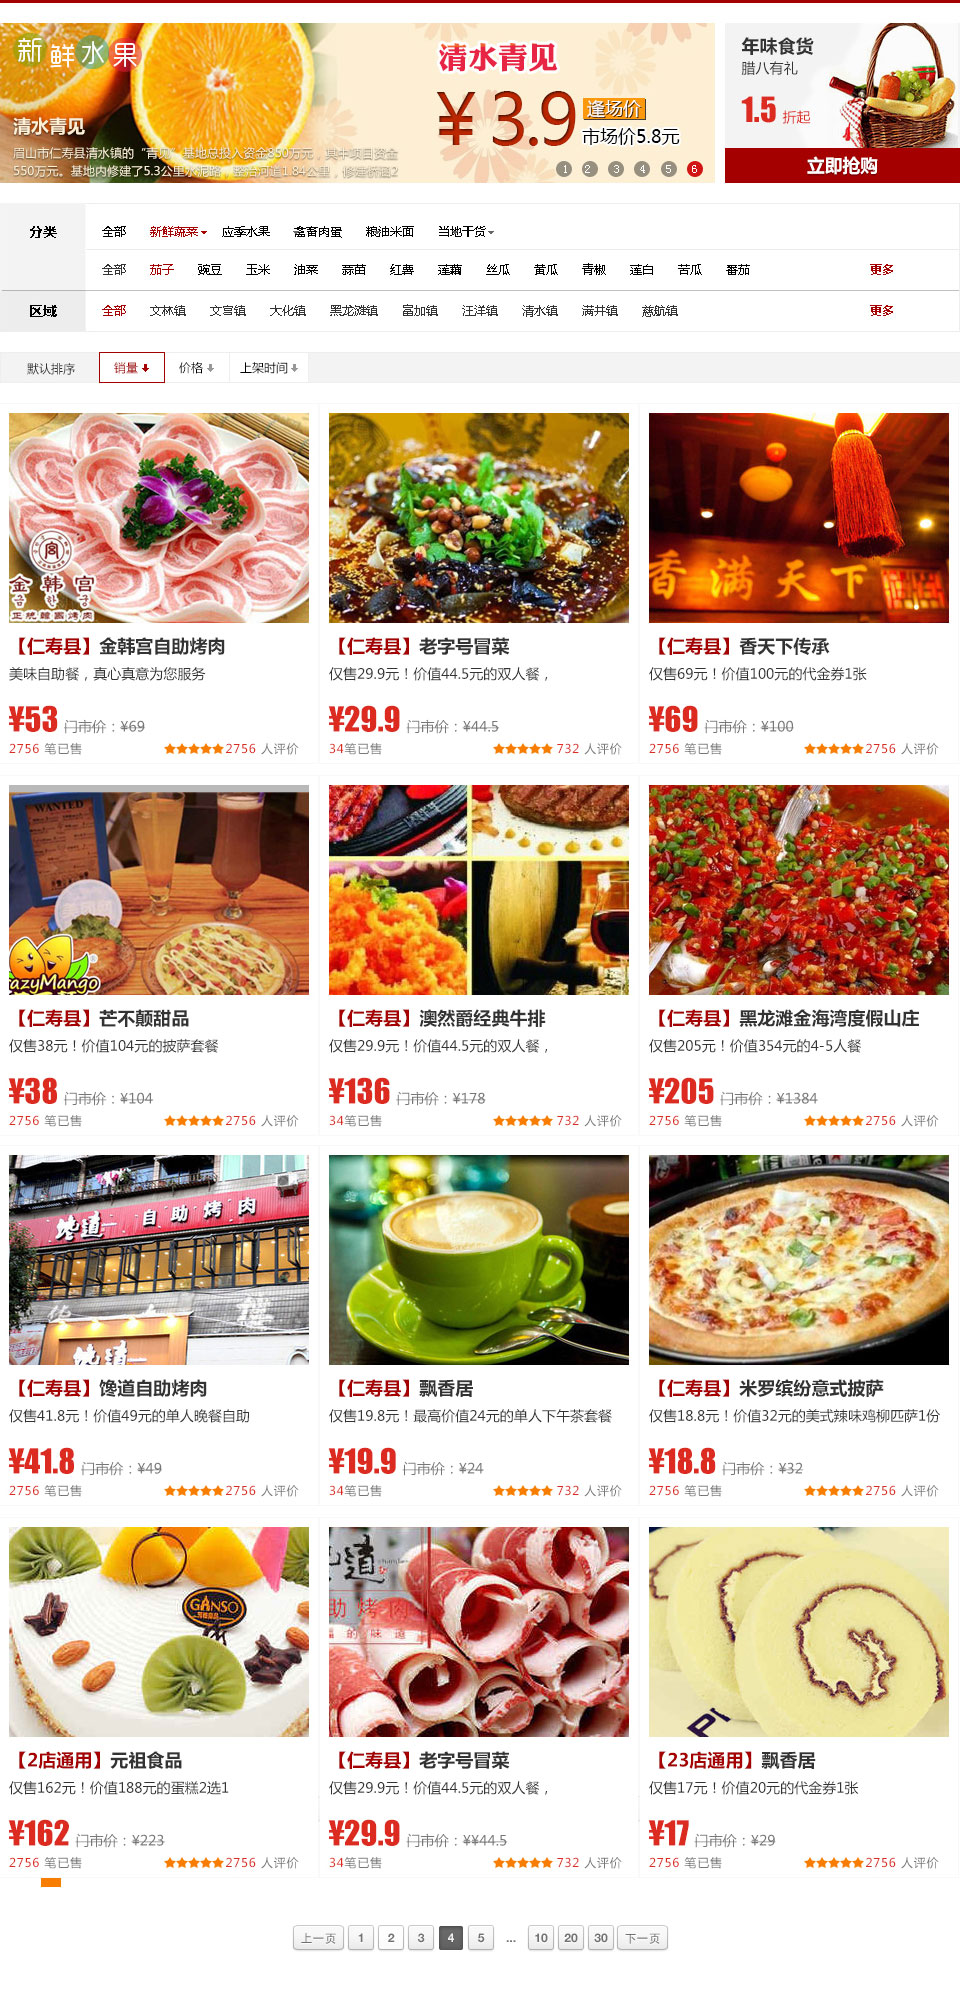 新鲜水果
清水青见
眉山市仁寿县清水镇的“青见”基地总投入资金850万元，其中项目资金
550万元。基地内修建了5.3公里水泥路，整治河道1.84公里，修建桥道2
清水青见
¥3.9 逢场价
市场价5.8元
1 2 3 4 5 6
年味食货
腊八有礼
1.5 折起
立即抢购
分类 全部 新鲜蔬菜 应季水果 禽畜肉蛋 粮油米面 当地干货
全部 茄子 豌豆 玉米 油菜 蒜苗 红薯 莲藕 丝瓜 黄瓜 青椒 莲白 苦瓜 番茄 更多
区域 全部 文林镇 文宫镇 大化镇 黑龙滩镇 富加镇 汪洋镇 清水镇 满井镇 慈航镇 更多
默认排序 销量 价格 上架时间
金韩宫
금한궁
正统韩国烤肉
香满天下
【仁寿县】金韩宫自助烤肉
美味自助餐，真心真意为您服务
¥53 门市价：¥69
2756 笔已售 2756 人评价
【仁寿县】老字号冒菜
仅售29.9元！价值44.5元的双人餐，
¥29.9 门市价：¥44.5
34笔已售 732 人评价
【仁寿县】香天下传承
仅售69元！价值100元的代金券1张
¥69 门市价：¥100
2756 笔已售 2756 人评价
WANTED
razyMango
【仁寿县】芒不颠甜品
仅售38元！价值104元的披萨套餐
¥38 门市价：¥104
2756 笔已售 2756 人评价
【仁寿县】澳然爵经典牛排
仅售29.9元！价值44.5元的双人餐，
¥136 门市价：¥178
34笔已售 732 人评价
【仁寿县】黑龙滩金海湾度假山庄
仅售205元！价值354元的4-5人餐
¥205 门市价：¥1384
2756 笔已售 2756 人评价
馋道 自助烤肉
馋道
【仁寿县】馋道自助烤肉
仅售41.8元！价值49元的单人晚餐自助
¥41.8 门市价：¥49
2756 笔已售 2756 人评价
【仁寿县】飘香居
仅售19.8元！最高价值24元的单人下午茶套餐
¥19.9 门市价：¥24
34笔已售 732 人评价
【仁寿县】米罗缤纷意式披萨
仅售18.8元！价值32元的美式辣味鸡柳匹萨1份
¥18.8 门市价：¥32
2756 笔已售 2756 人评价
GANSO
道
助烤肉
【2店通用】元祖食品
仅售162元！价值188元的蛋糕2选1
¥162 门市价：¥223
2756 笔已售 2756 人评价
【仁寿县】老字号冒菜
仅售29.9元！价值44.5元的双人餐，
¥29.9 门市价：¥¥44.5
34笔已售 732 人评价
【23店通用】飘香居
仅售17元！价值20元的代金券1张
¥17 门市价：¥29
2756 笔已售 2756 人评价
上一页 1 2 3 4 5 ... 10 20 30 下一页